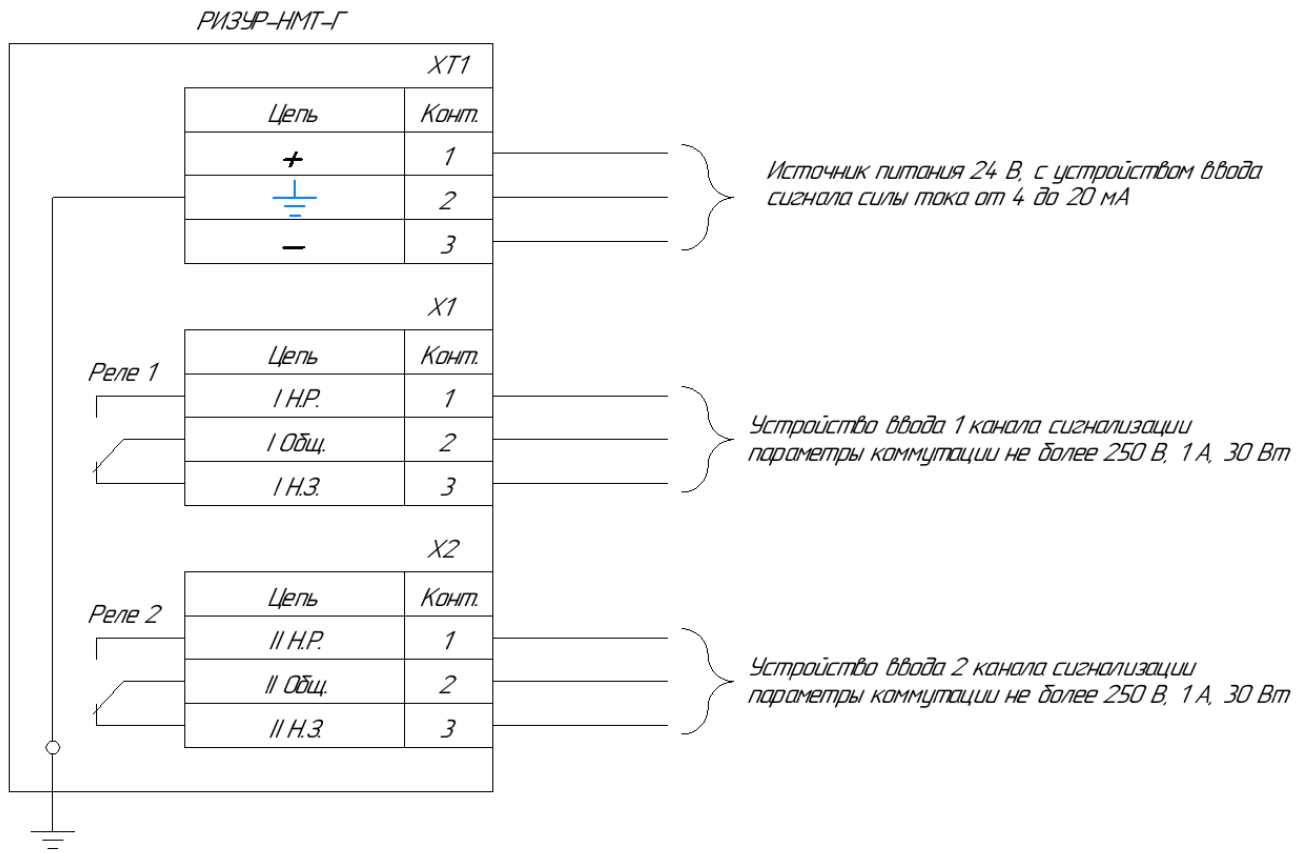 РИЗУР-НМТ-Г
XT1
Цепь Конт.
+ 1
2
— 3
Источник питания 24 В, с устройством ввода
сигнала силы тока от 4 до 20 мА
X1
Цепь Конт.
Реле 1
I Н.Р. 1
I Общ. 2
I Н.З. 3
Устройство ввода 1 канала сигнализации
параметры коммутации не более 250 В, 1 А, 30 Вт
X2
Цепь Конт.
Реле 2
II Н.Р. 1
II Общ. 2
II Н.З. 3
Устройство ввода 2 канала сигнализации
параметры коммутации не более 250 В, 1 А, 30 Вт